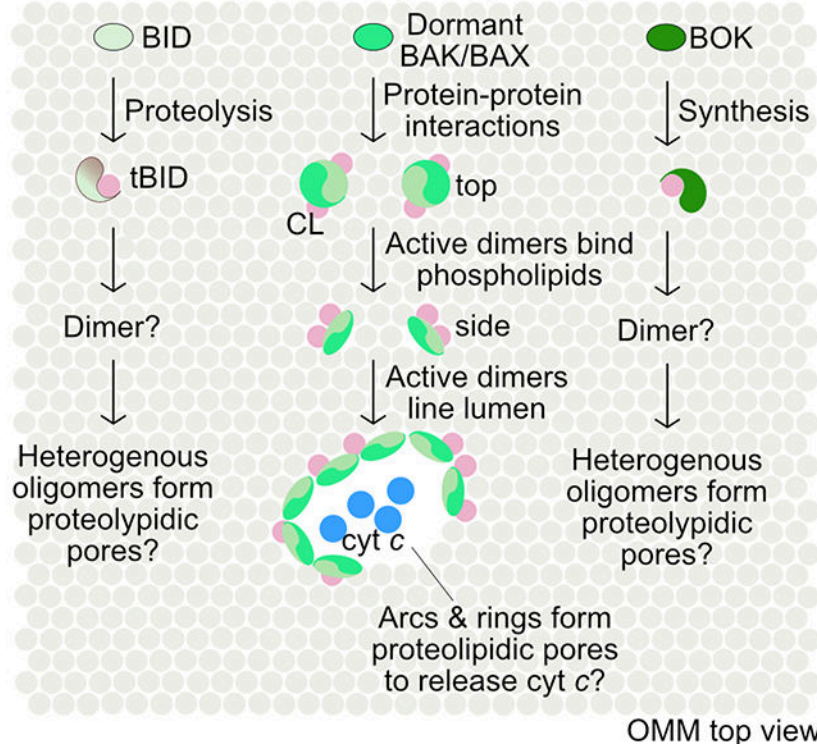 BID
Dormant
BAK/BAX
BOK
Proteolysis
Protein-protein
interactions
Synthesis
tBID
CL
top
Active dimers bind
phospholipids
Dimer?
side
Dimer?
Active dimers
line lumen
Heterogenous
oligomers form
proteolypidic
pores?
cyt c
Heterogenous
oligomers form
proteolypidic
pores?
Arcs & rings form
proteolipidic pores
to release cyt c?
OMM top view